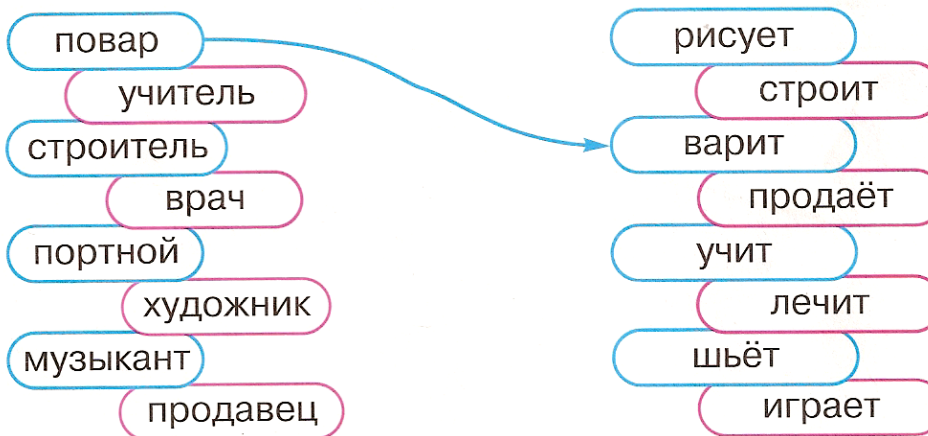 повар
учитель
строитель
врач
портной
художник
музыкант
продавец
рисует
строит
варит
продаёт
учит
лечит
шьёт
играет